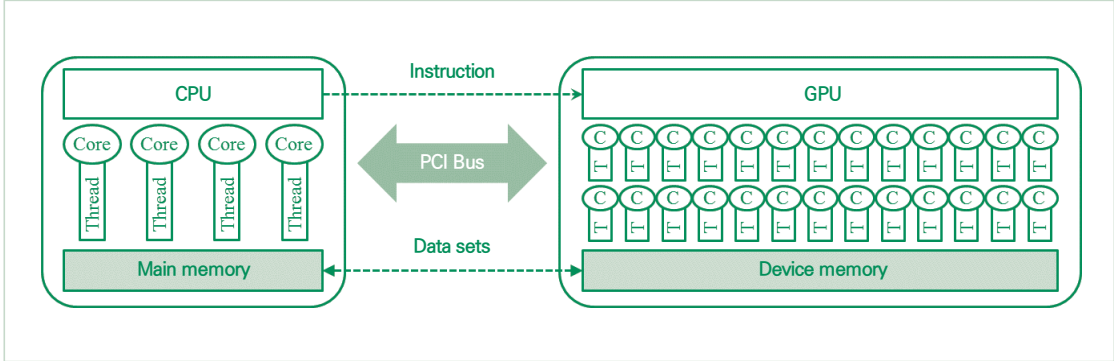 CPU
Instruction
GPU
Core Core Core Core
C C C C C C C C C C C C
PCI Bus
T T T T T T T T T T T T
Thread Thread Thread Thread
C C C C C C C C C C C C
T T T T T T T T T T T T
Main memory
Data sets
Device memory